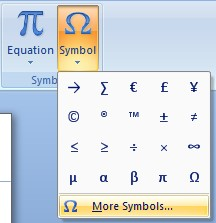 π Ω
Equation Symbol
Symb
→ ∑ € £ ¥
© ® ™ ± ≠
≤ ≥ ÷ × ∞
µ α β π Ω
Ω More Symbols...